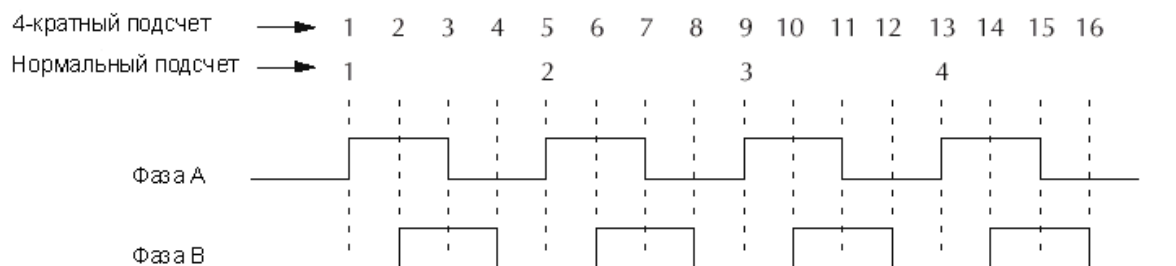 4-кратный подсчет 1 2 3 4 5 6 7 8 9 10 11 12 13 14 15 16
Нормальный подсчет 1 2 3 4
Фаза А
Фаза В